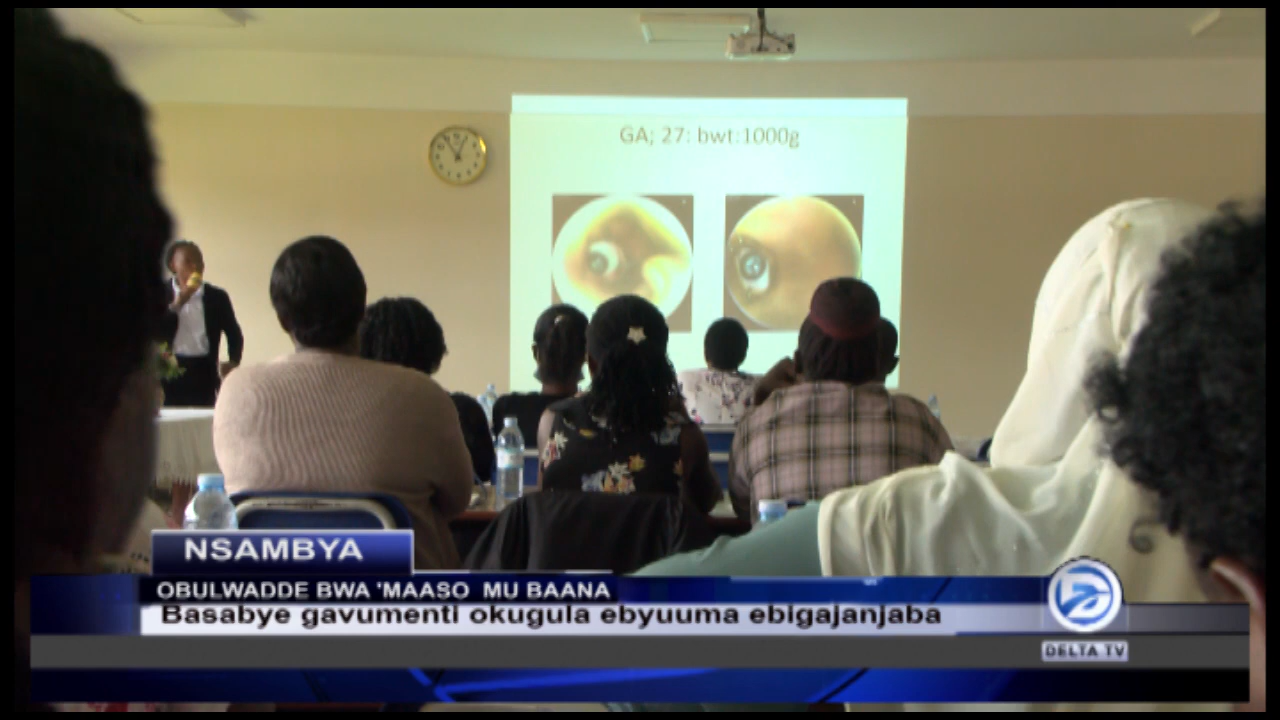 GA; 27: bwt:1000g
NSAMBYA
OBULWADDE BWA 'MAASO MU BAANA
Basabye gavumenti okugula ebyuuma ebigajanjaba
DELTA TV